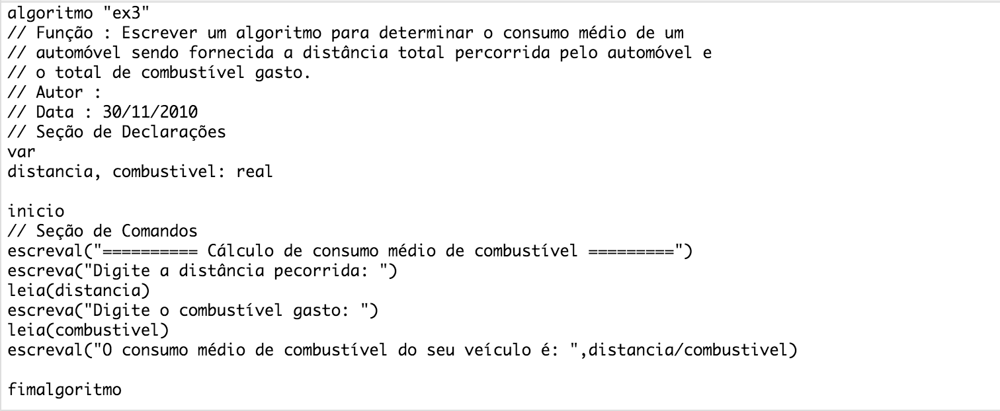 algoritmo "ex3"
// Função : Escrever um algoritmo para determinar o consumo médio de um
// automóvel sendo fornecida a distância total percorrida pelo automóvel e
// o total de combustível gasto.
// Autor :
// Data : 30/11/2010
// Seção de Declarações
var
distancia, combustivel: real
inicio
// Seção de Comandos
escreval("========== Cálculo de consumo médio de combustível =========")
escreva("Digite a distância pecorrida: ")
leia(distancia)
escreva("Digite o combustível gasto: ")
leia(combustivel)
escreval("O consumo médio de combustível do seu veículo é: ",distancia/combustivel)
fimalgoritmo